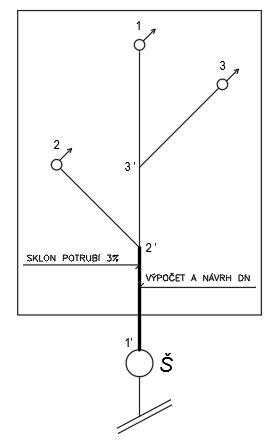 1
3
2
3'
2'
SKLON POTRUBÍ 3%
VÝPOČET A NÁVRH DN
1'
Š